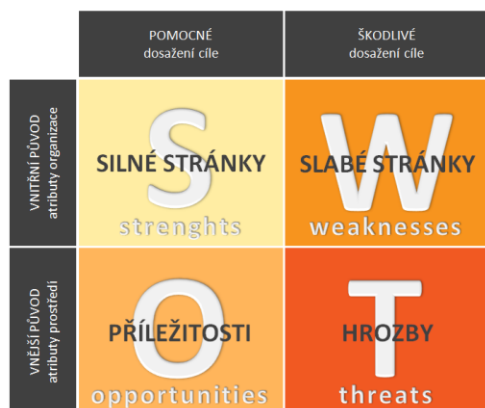 POMOCNÉ
dosažení cíle
ŠKODLIVÉ
dosažení cíle
VNITŘNÍ PŮVOD
atributy organizace
S
SILNÉ STRÁNKY
strenghts
W
SLABÉ STRÁNKY
weaknesses
VNĚJŠÍ PŮVOD
atributy prostředí
O
PŘÍLEŽITOSTI
opportunities
T
HROZBY
threats